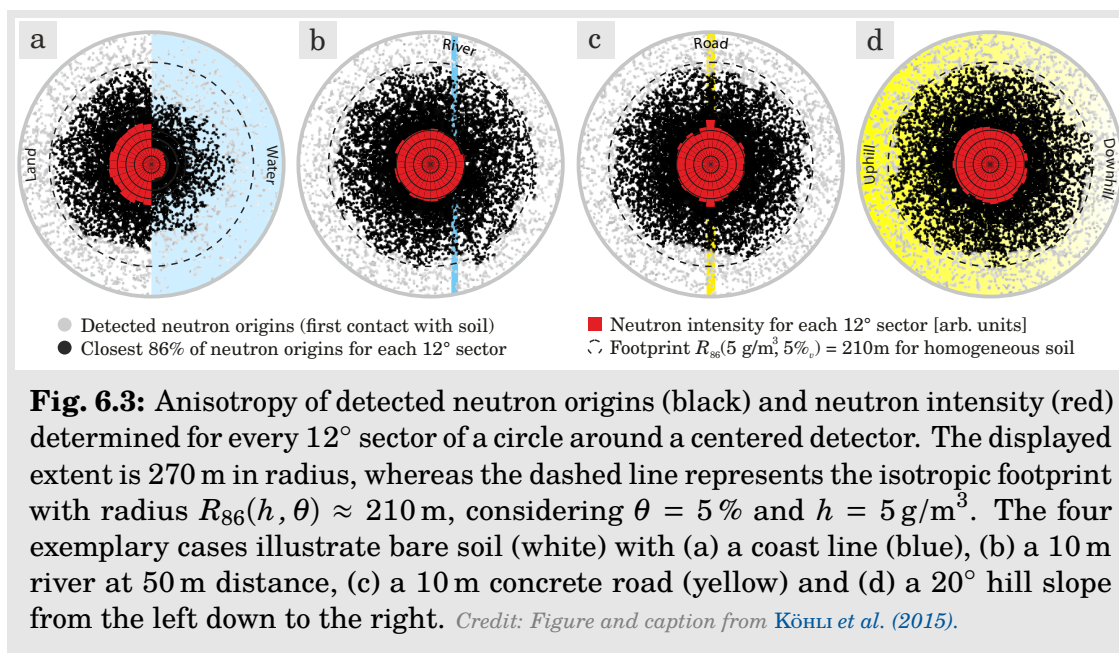 a
b
c
d
Land
Water
River
Road
Uphill
Downhill
Detected neutron origins (first contact with soil)
Closest 86% of neutron origins for each 12° sector
Neutron intensity for each 12° sector [arb. units]
Footprint R₈₆(5 g/m³, 5%ᵥ) = 210m for homogeneous soil
Fig. 6.3: Anisotropy of detected neutron origins (black) and neutron intensity (red)
determined for every 12° sector of a circle around a centered detector. The displayed
extent is 270 m in radius, whereas the dashed line represents the isotropic footprint
with radius R₈₆(h, θ) ≈ 210 m, considering θ = 5 % and h = 5 g/m³. The four
exemplary cases illustrate bare soil (white) with (a) a coast line (blue), (b) a 10 m
river at 50 m distance, (c) a 10 m concrete road (yellow) and (d) a 20° hill slope
from the left down to the right. Credit: Figure and caption from Köhli et al. (2015).